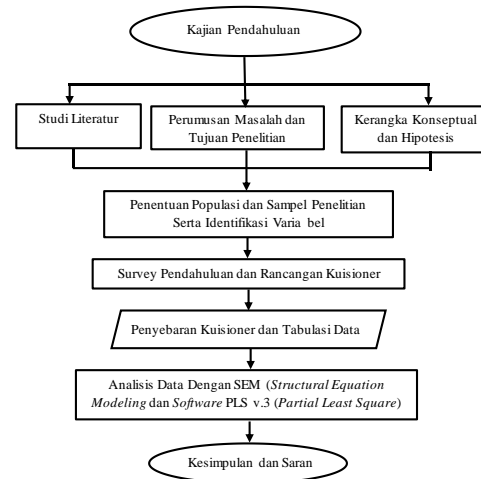 Kajian Pendahuluan
Studi Literatur
Perumusan Masalah dan
Tujuan Penelitian
Kerangka Konseptual
dan Hipotesis
Penentuan Populasi dan Sampel Penelitian
Serta Identifikasi Varia bel
Survey Pendahuluan dan Rancangan Kuisioner
Penyebaran Kuisioner dan Tabulasi Data
Analisis Data Dengan SEM (Structural Equation
Modeling dan Software PLS v.3 (Partial Least Square)
Kesimpulan dan Saran